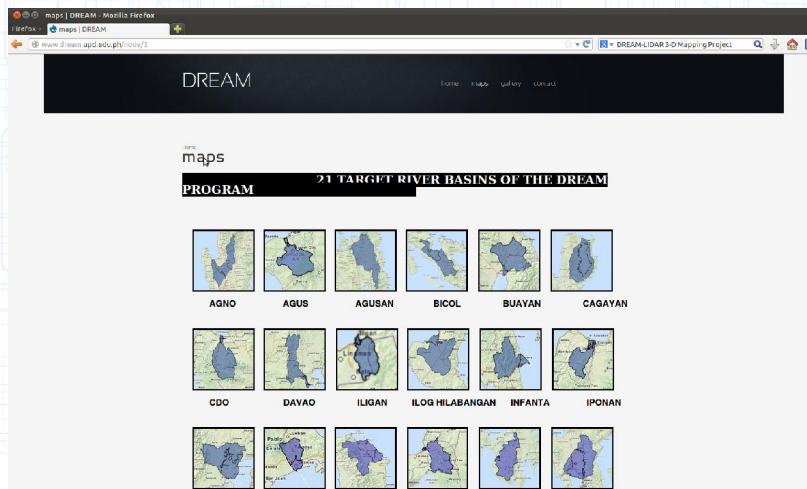 maps | DREAM - Mozilla Firefox
Firefox
maps | DREAM
www.dream.upd.edu.ph/node/3
DREAM-LIDAR 3-D Mapping Project
DREAM
home maps gallery contact
Home
maps
21 TARGET RIVER BASINS OF THE DREAM
PROGRAM
AGNO AGUS AGUSAN BICOL BUAYAN CAGAYAN
CDO DAVAO ILIGAN ILOG HILABANGAN INFANTA IPONAN